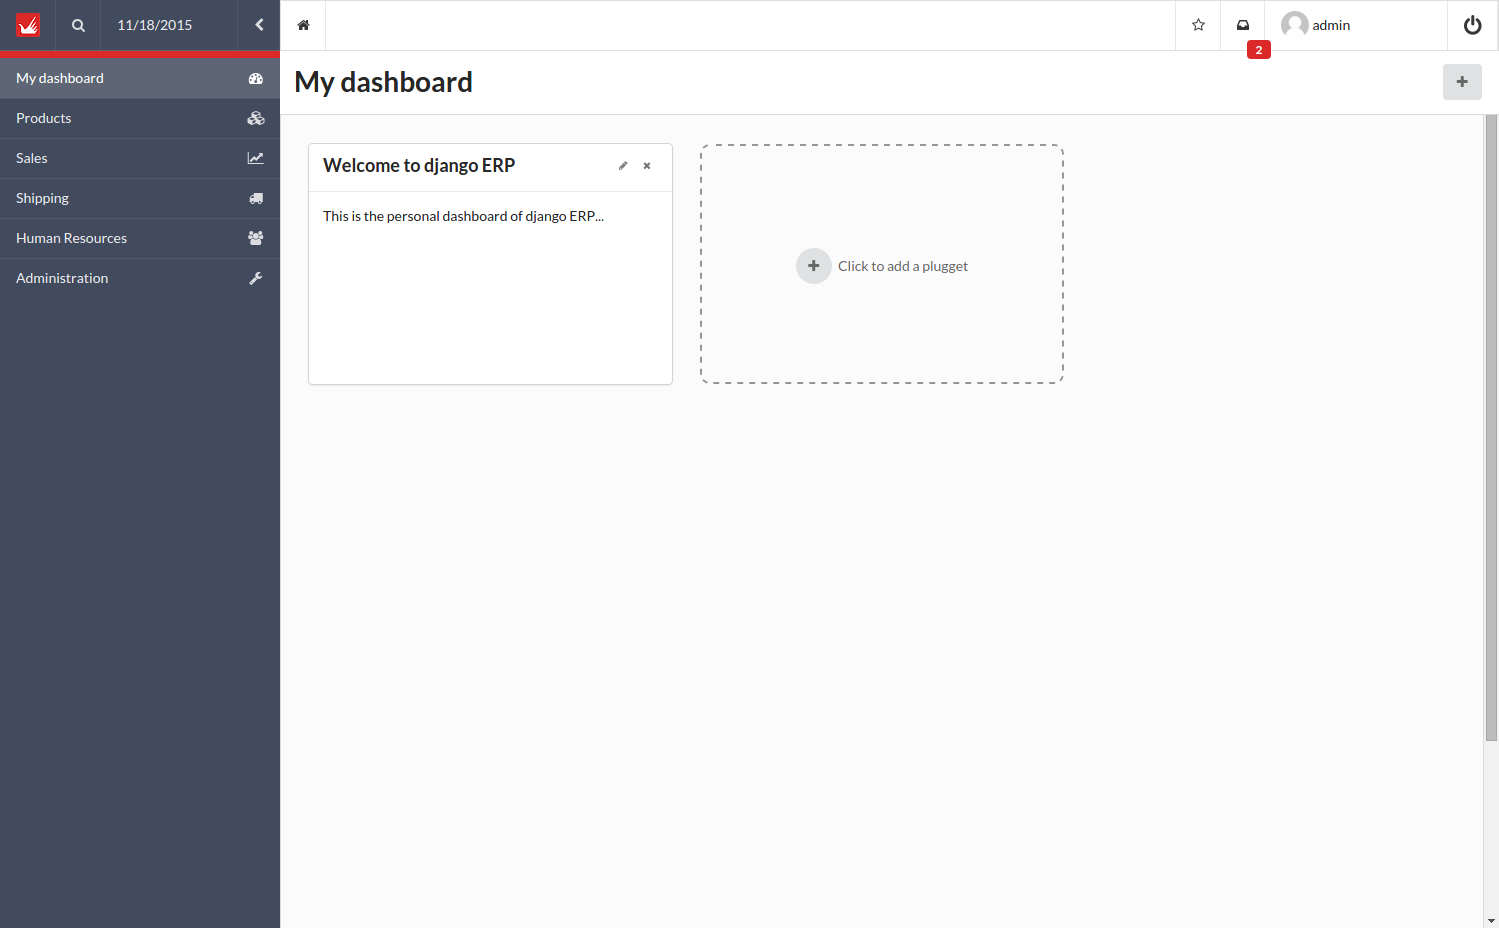 11/18/2015
admin
2
My dashboard
Products
Sales
Shipping
Human Resources
Administration
My dashboard
Welcome to django ERP
This is the personal dashboard of django ERP...
Click to add a plugget